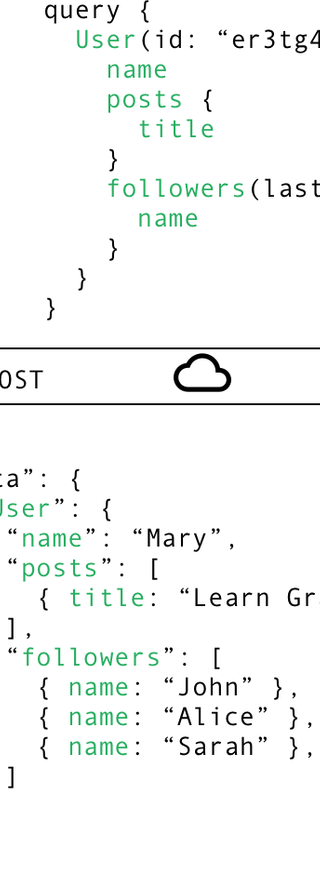 query {
User(id: “er3tg4
name
posts {
title
}
followers(last
name
}
}
}
OST
ta”: {
User”: {
“name”: “Mary”,
“posts”: [
{ title: “Learn Gr
],
“followers”: [
{ name: “John” },
{ name: “Alice” },
{ name: “Sarah” },
]